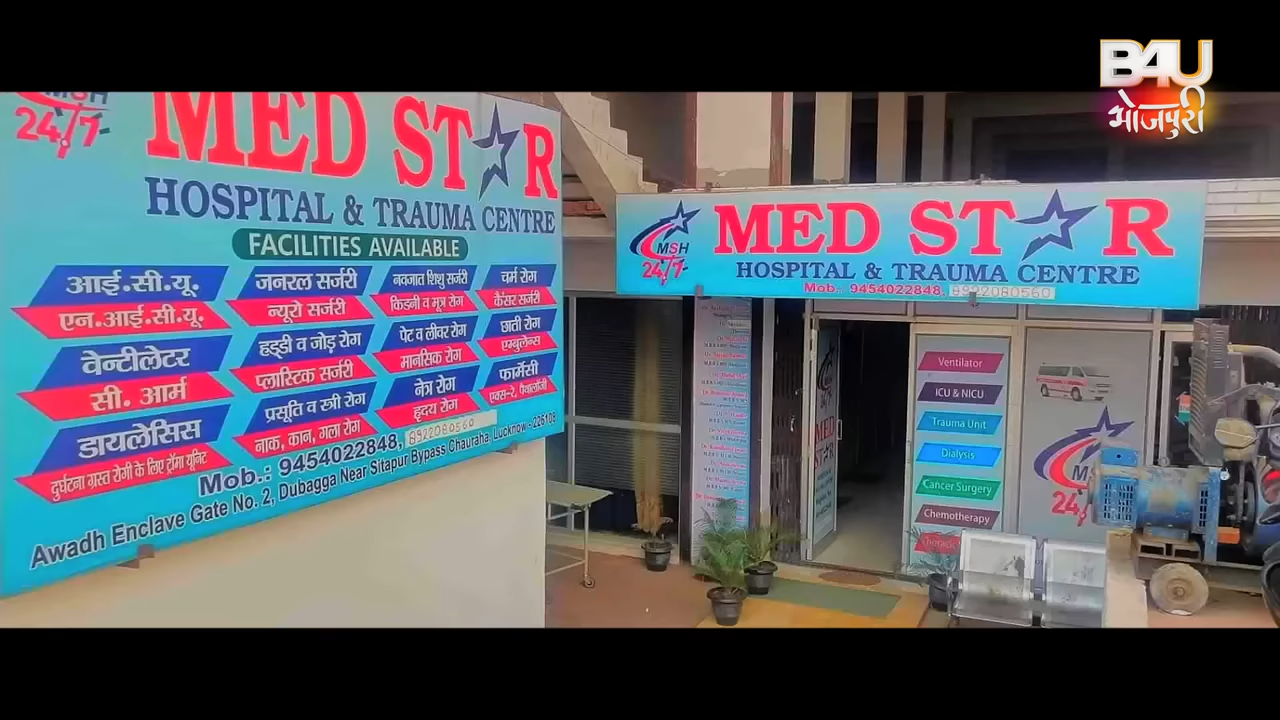 B4U
भोजपुरी
MSH
24/7
MED STAR
HOSPITAL & TRAUMA CENTRE
FACILITIES AVAILABLE
आई.सी.यू.
जनरल सर्जरी
नवजात शिशु सर्जरी
चर्म रोग
एन.आई.सी.यू.
न्यूरो सर्जरी
किडनी व मूत्र रोग
कैंसर सर्जरी
वेन्टीलेटर
हड्डी व जोड़ रोग
पेट व लीवर रोग
छाती रोग
सी. आर्म
प्लास्टिक सर्जरी
मानसिक रोग
एम्बुलेन्स
डायलेसिस
प्रसूति व स्त्री रोग
नेत्र रोग
फार्मेसी
दुर्घटना ग्रस्त रोगी के लिए ट्रॉमा यूनिट
नाक, कान, गला रोग
हृदय रोग
एक्स-रे, पैथालॉजी
Mob.: 9454022848, 8922080560
Awadh Enclave Gate No. 2, Dubagga Near Sitapur Bypass Chauraha, Lucknow - 226108
MSH
24/7
MED STAR
HOSPITAL & TRAUMA CENTRE
Mob.: 9454022848, 8922080560
Ventilator
ICU & NICU
Trauma Unit
Dialysis
Cancer Surgery
Chemotherapy
MED
STAR